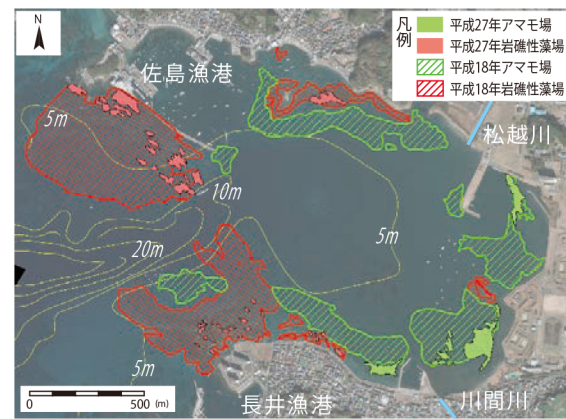 N
凡例
平成27年アマモ場
平成27年岩礁性藻場
平成18年アマモ場
平成18年岩礁性藻場
佐島漁港
松越川
5m
10m
5m
20m
5m
0 500 (m)
長井漁港
川間川